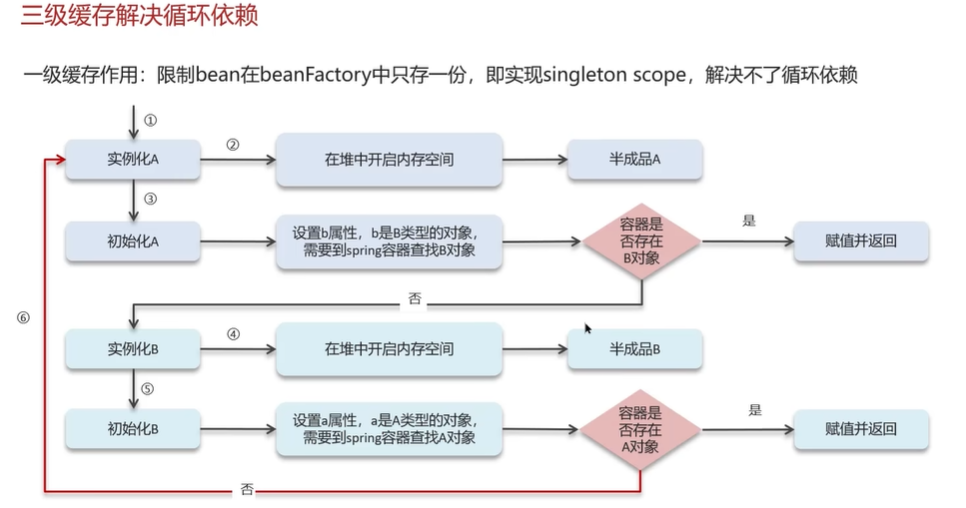 三级缓存解决循环依赖
一级缓存作用：限制bean在beanFactory中只存一份，即实现singleton scope，解决不了循环依赖
①
实例化A
②
在堆中开启内存空间
半成品A
③
初始化A
设置b属性，b是B类型的对象，
需要到spring容器查找B对象
容器是
否存在
B对象
是
赋值并返回
否
⑥
实例化B
④
在堆中开启内存空间
半成品B
⑤
初始化B
设置a属性，a是A类型的对象，
需要到spring容器查找A对象
容器是
否存在
A对象
是
赋值并返回
否